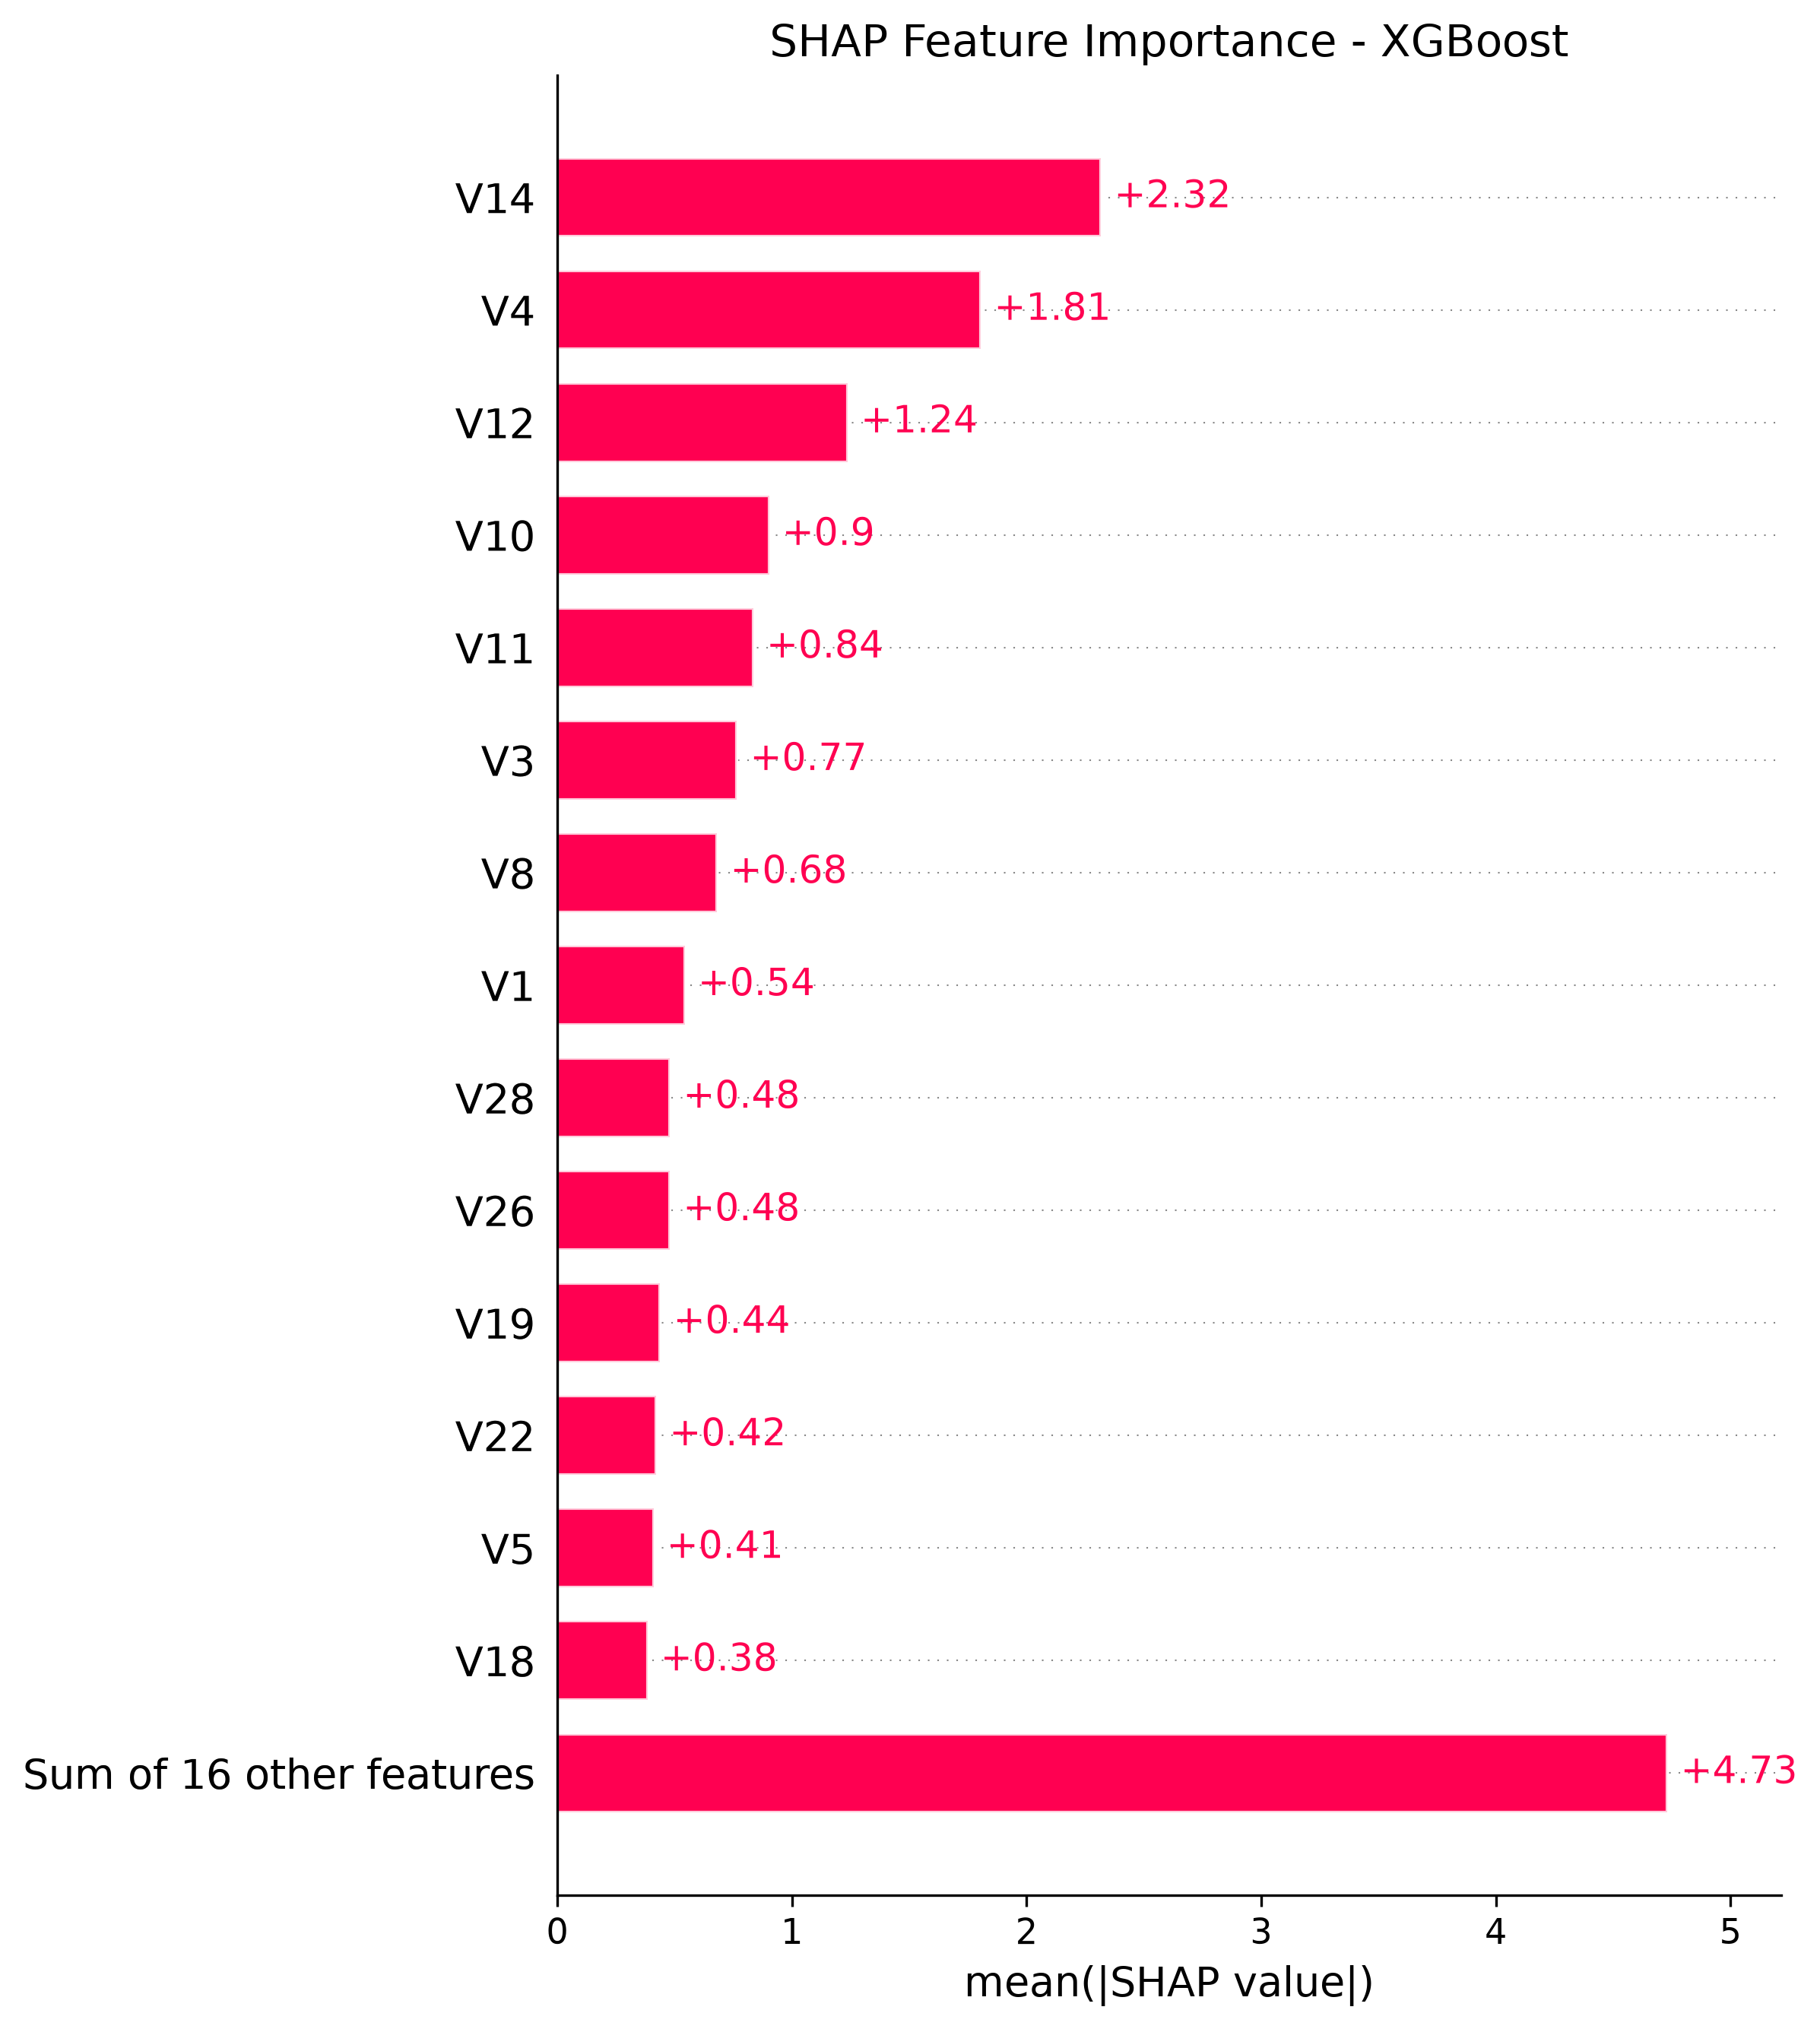 SHAP Feature Importance - XGBoost
V14 +2.32
V4 +1.81
V12 +1.24
V10 +0.9
V11 +0.84
V3 +0.77
V8 +0.68
V1 +0.54
V28 +0.48
V26 +0.48
V19 +0.44
V22 +0.42
V5 +0.41
V18 +0.38
Sum of 16 other features +4.73
0 1 2 3 4 5
mean(|SHAP value|)